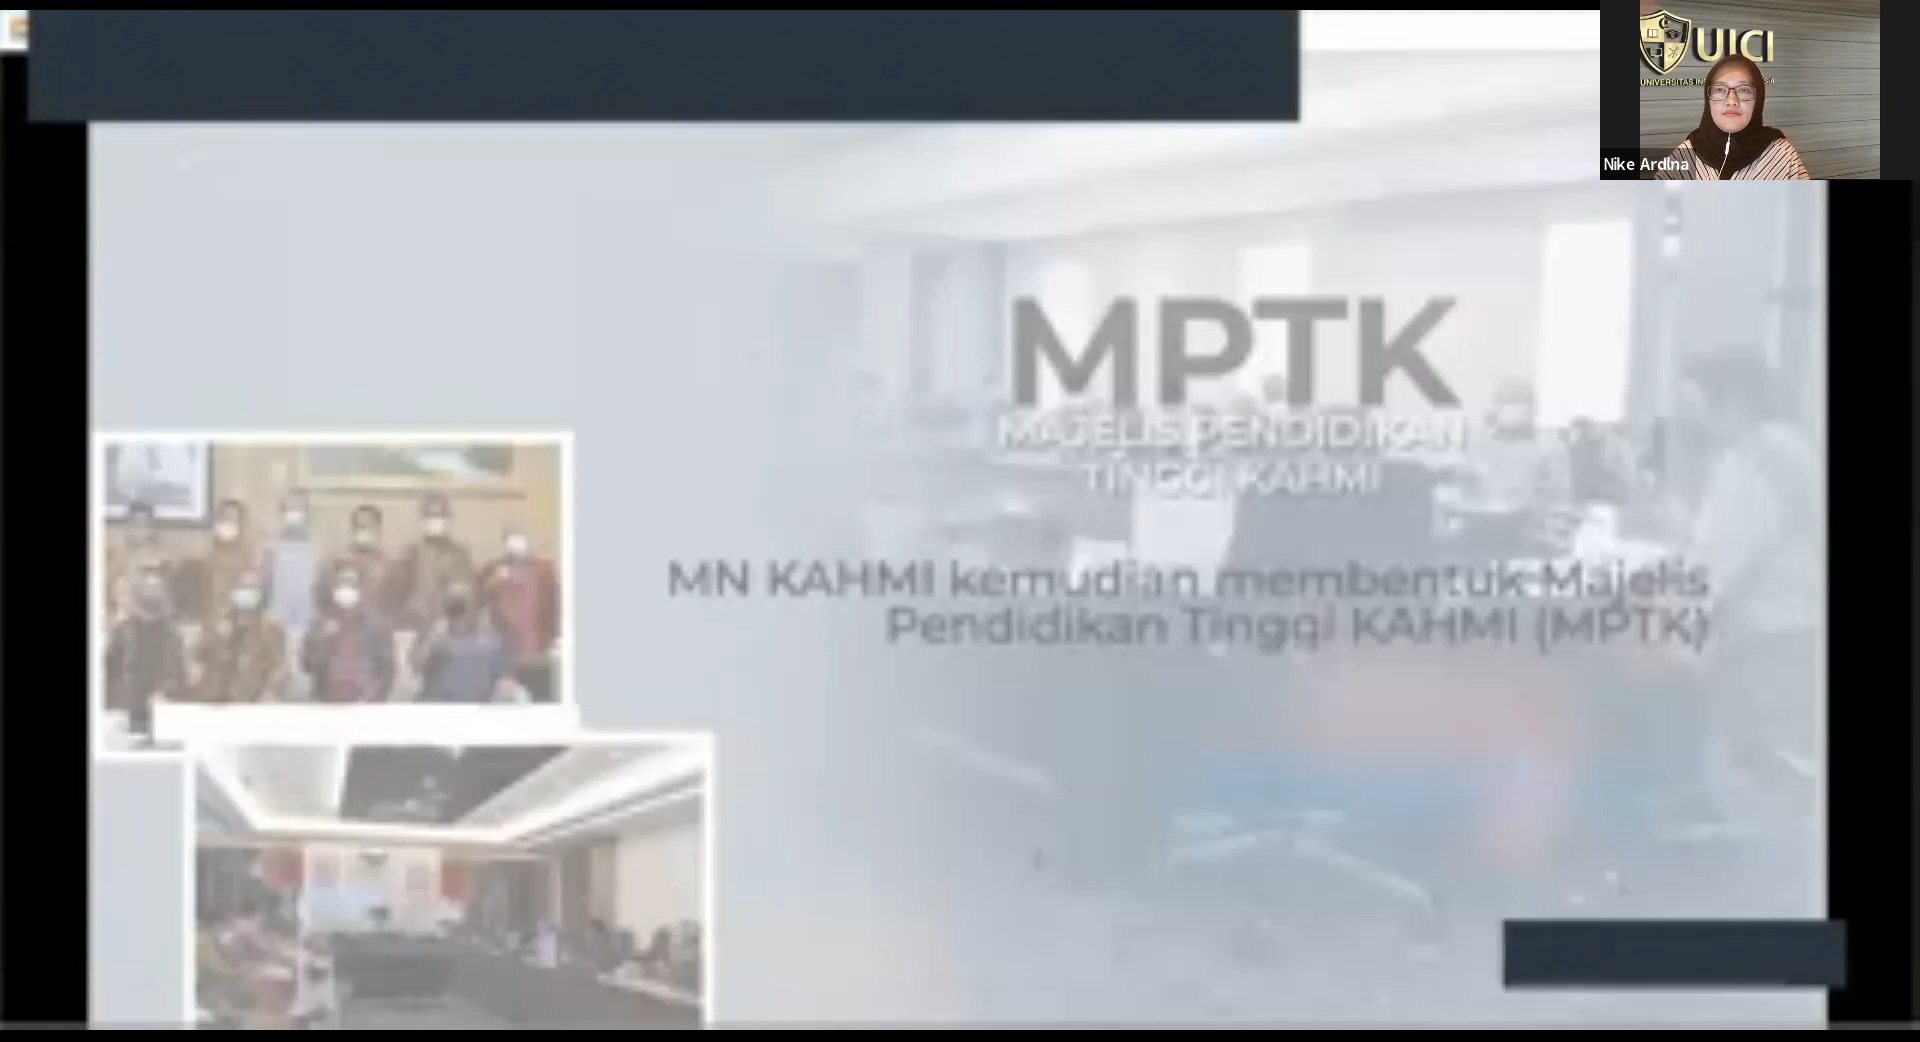 UICI
Nike ArdIna
MPTK
MAJELIS PENDIDIKAN
TINGGI KAHMI
MN KAHMI kemudian membentuk Majelis
Pendidikan Tinggi KAHMI (MPTK)